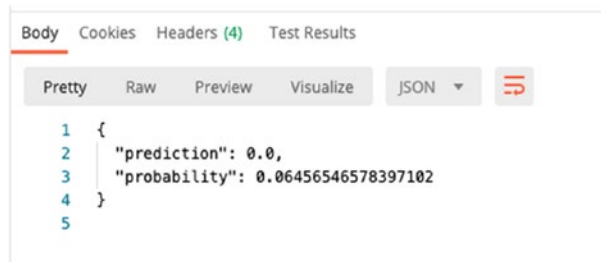 Body Cookies Headers (4) Test Results
Pretty Raw Preview Visualize JSON
1 {
2 "prediction": 0.0,
3 "probability": 0.06456546578397102
4 }
5